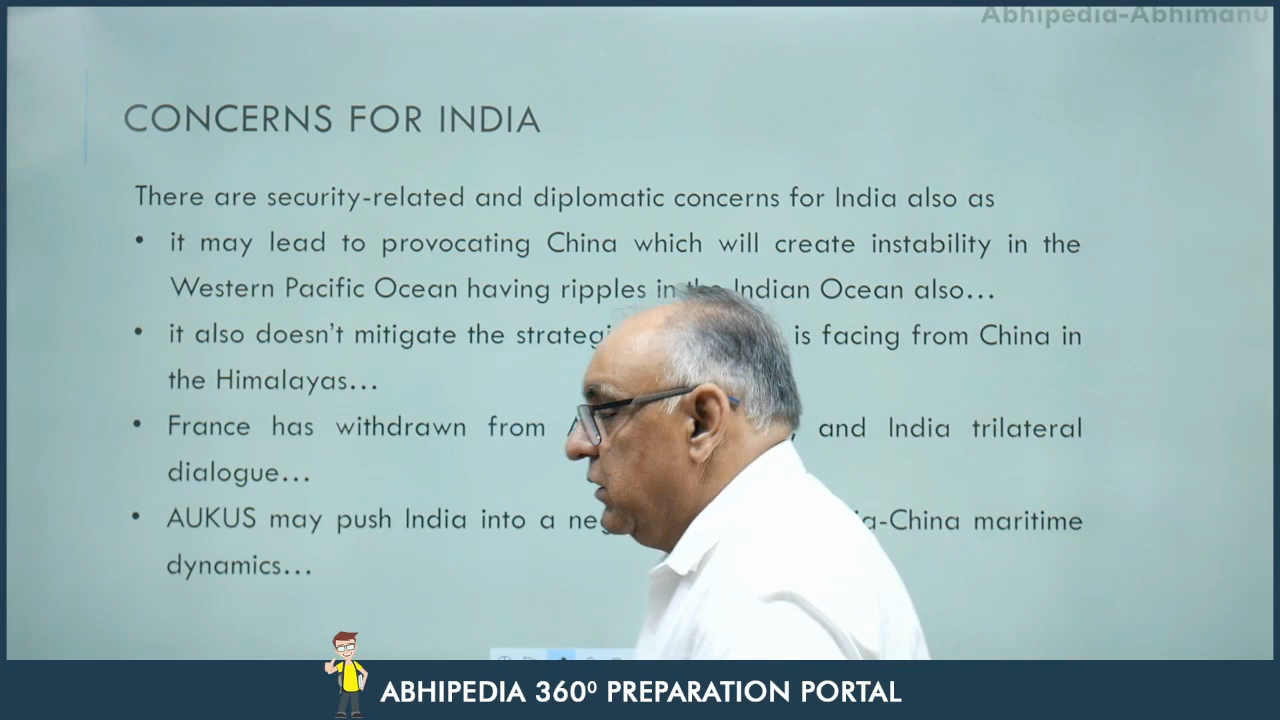 Abhipedia-Abhimanu
CONCERNS FOR INDIA
There are security-related and diplomatic concerns for India also as
• it may lead to provocating China which will create instability in the
Western Pacific Ocean having ripples in the Indian Ocean also...
• it also doesn't mitigate the is facing from China in
the Himalayas...
• France has withdrawn from and India trilateral
dialogue...
• AUKUS may push India into a maritime
dynamics...
ABHIPEDIA 360⁰ PREPARATION PORTAL